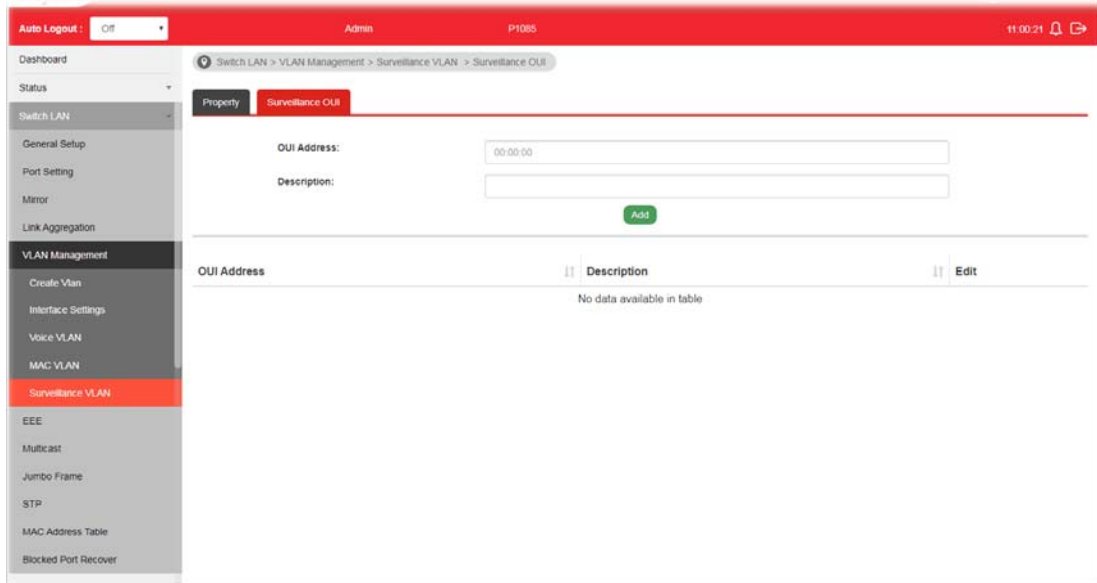 Auto Logout : Off Admin P1085 11:00:21
Dashboard
Status
Switch LAN
General Setup
Port Setting
Mirror
Link Aggregation
VLAN Management
Create Vlan
Interface Settings
Voice VLAN
MAC VLAN
Surveillance VLAN
EEE
Multicast
Jumbo Frame
STP
MAC Address Table
Blocked Port Recover
Switch LAN > VLAN Management > Surveillance VLAN > Surveillance OUI
Property Surveillance OUI
OUI Address: 00:00:00
Description:
Add
OUI Address Description Edit
No data available in table